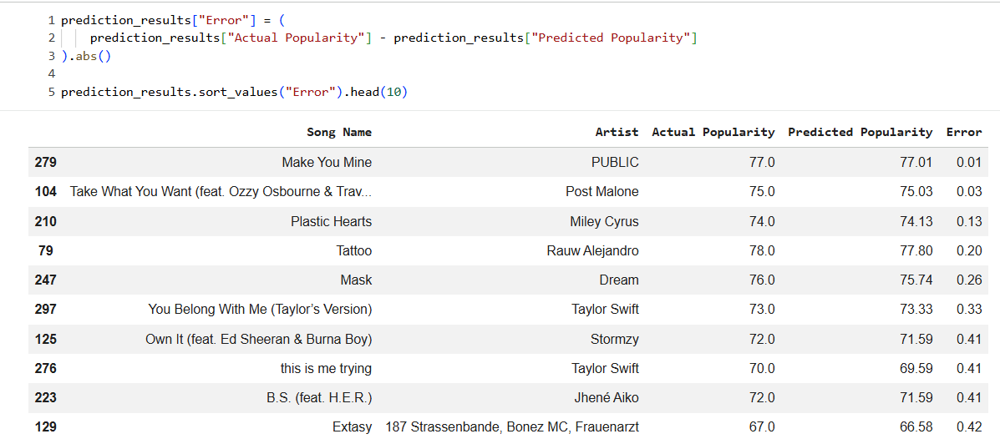 1 prediction_results["Error"] = (
2 prediction_results["Actual Popularity"] - prediction_results["Predicted Popularity"]
3 ).abs()
4
5 prediction_results.sort_values("Error").head(10)
Song Name Artist Actual Popularity Predicted Popularity Error
279 Make You Mine PUBLIC 77.0 77.01 0.01
104 Take What You Want (feat. Ozzy Osbourne & Trav... Post Malone 75.0 75.03 0.03
210 Plastic Hearts Miley Cyrus 74.0 74.13 0.13
79 Tattoo Rauw Alejandro 78.0 77.80 0.20
247 Mask Dream 76.0 75.74 0.26
297 You Belong With Me (Taylor’s Version) Taylor Swift 73.0 73.33 0.33
125 Own It (feat. Ed Sheeran & Burna Boy) Stormzy 72.0 71.59 0.41
276 this is me trying Taylor Swift 70.0 69.59 0.41
223 B.S. (feat. H.E.R.) Jhené Aiko 72.0 71.59 0.41
129 Extasy 187 Strassenbande, Bonez MC, Frauenarzt 67.0 66.58 0.42